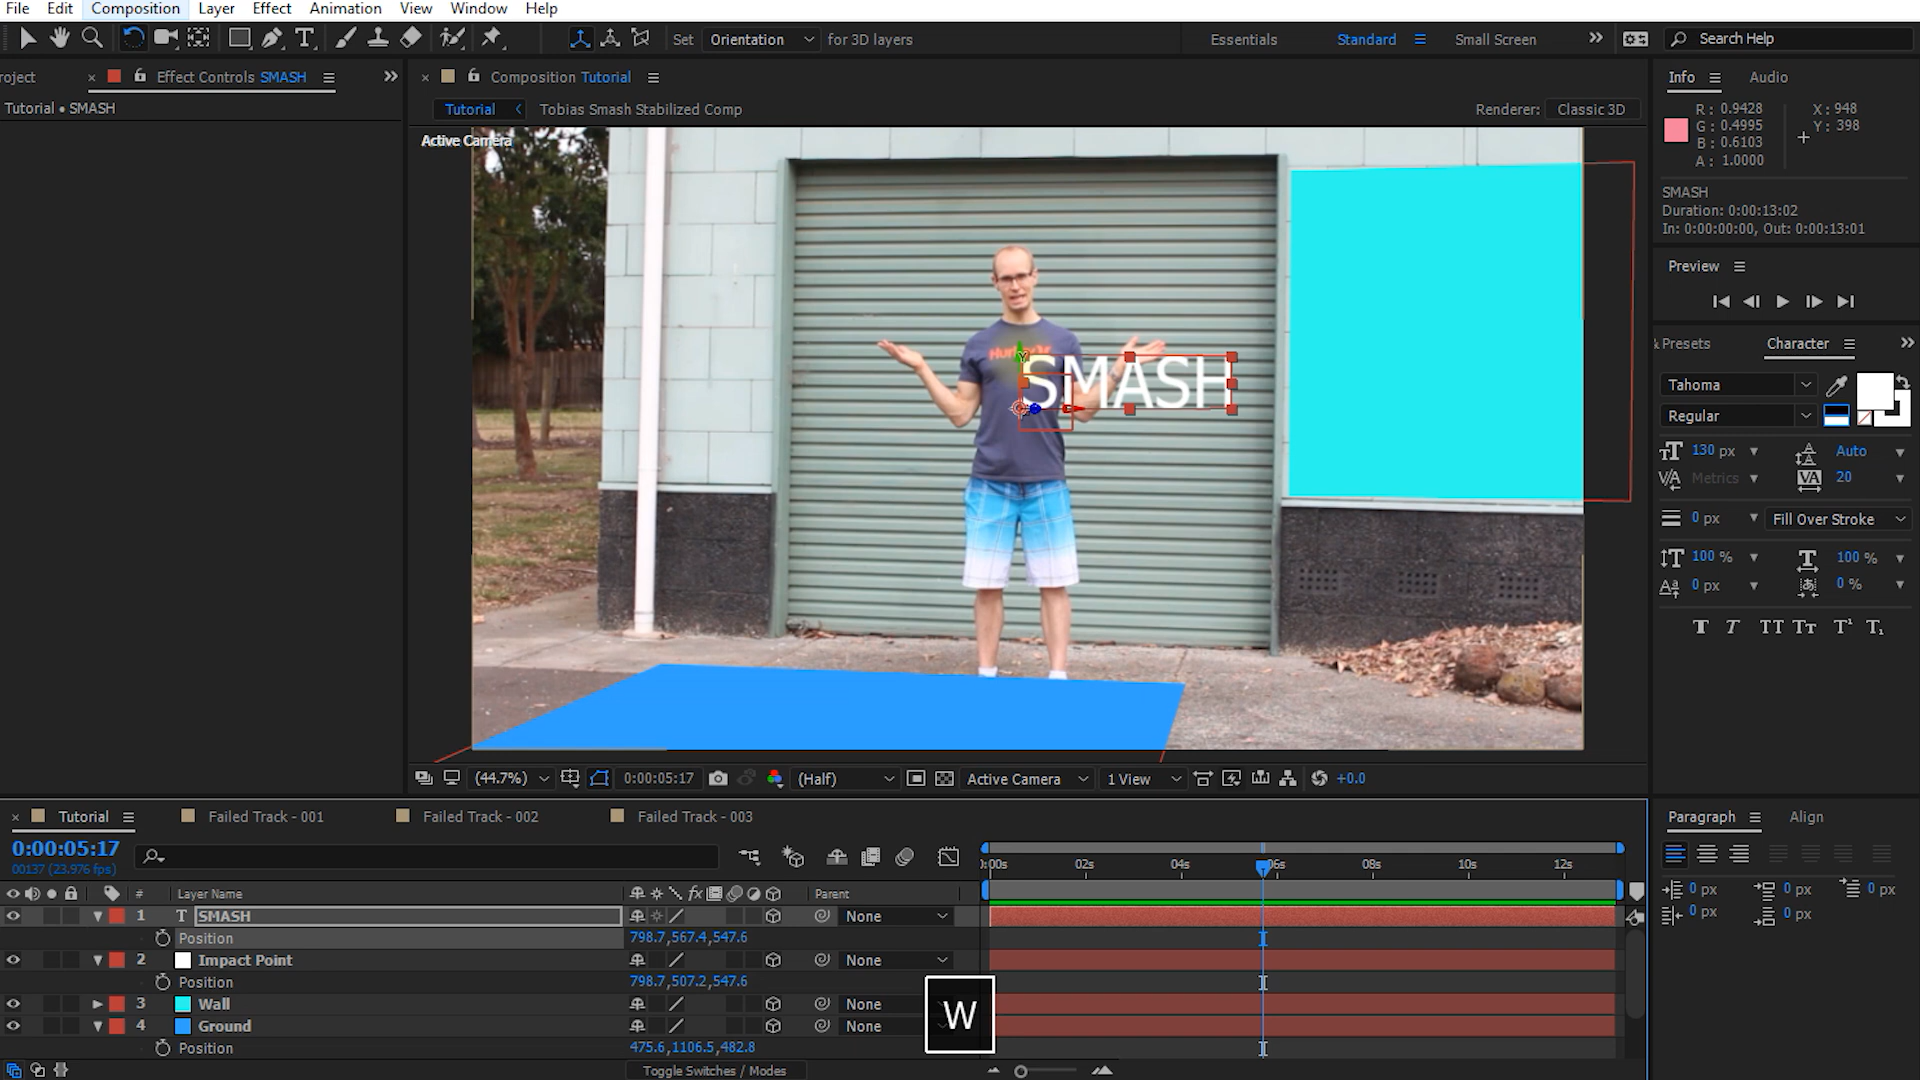 File Edit Composition Layer Effect Animation View Window Help
Set Orientation for 3D layers Essentials Standard Small Screen Search Help
roject Effect Controls SMASH Composition Tutorial Info Audio
Tutorial • SMASH Tutorial Tobias Smash Stabilized Comp Renderer: Classic 3D
Active Camera
R : 0.9428 X : 948
G : 0.4995 Y : 398
B : 0.6103
A : 1.0000
SMASH
Duration: 0:00:13:02
In: 0:00:00:00, Out: 0:00:13:01
Preview
& Presets Character
Tahoma
Regular
130 px Auto
Metrics 20
0 px Fill Over Stroke
100 % 100 %
0 px 0 %
T T TT Tт T¹ T₁
SMASH
(44.7%) 0:00:05:17 (Half) Active Camera 1 View +0.0
Tutorial Failed Track - 001 Failed Track - 002 Failed Track - 003
Paragraph Align
0:00:05:17
00137 (23.976 fps)
:00s 02s 04s 06s 08s 10s 12s
# Layer Name fx Parent
0 px 0 px 0 px
0 px 0 px
1 T SMASH None
Position 798.7,567.4,547.6
2 Impact Point None
Position 798.7,507.2,547.6
3 Wall None
4 Ground None
Position 475.6,1106.5,482.8
W
Toggle Switches / Modes